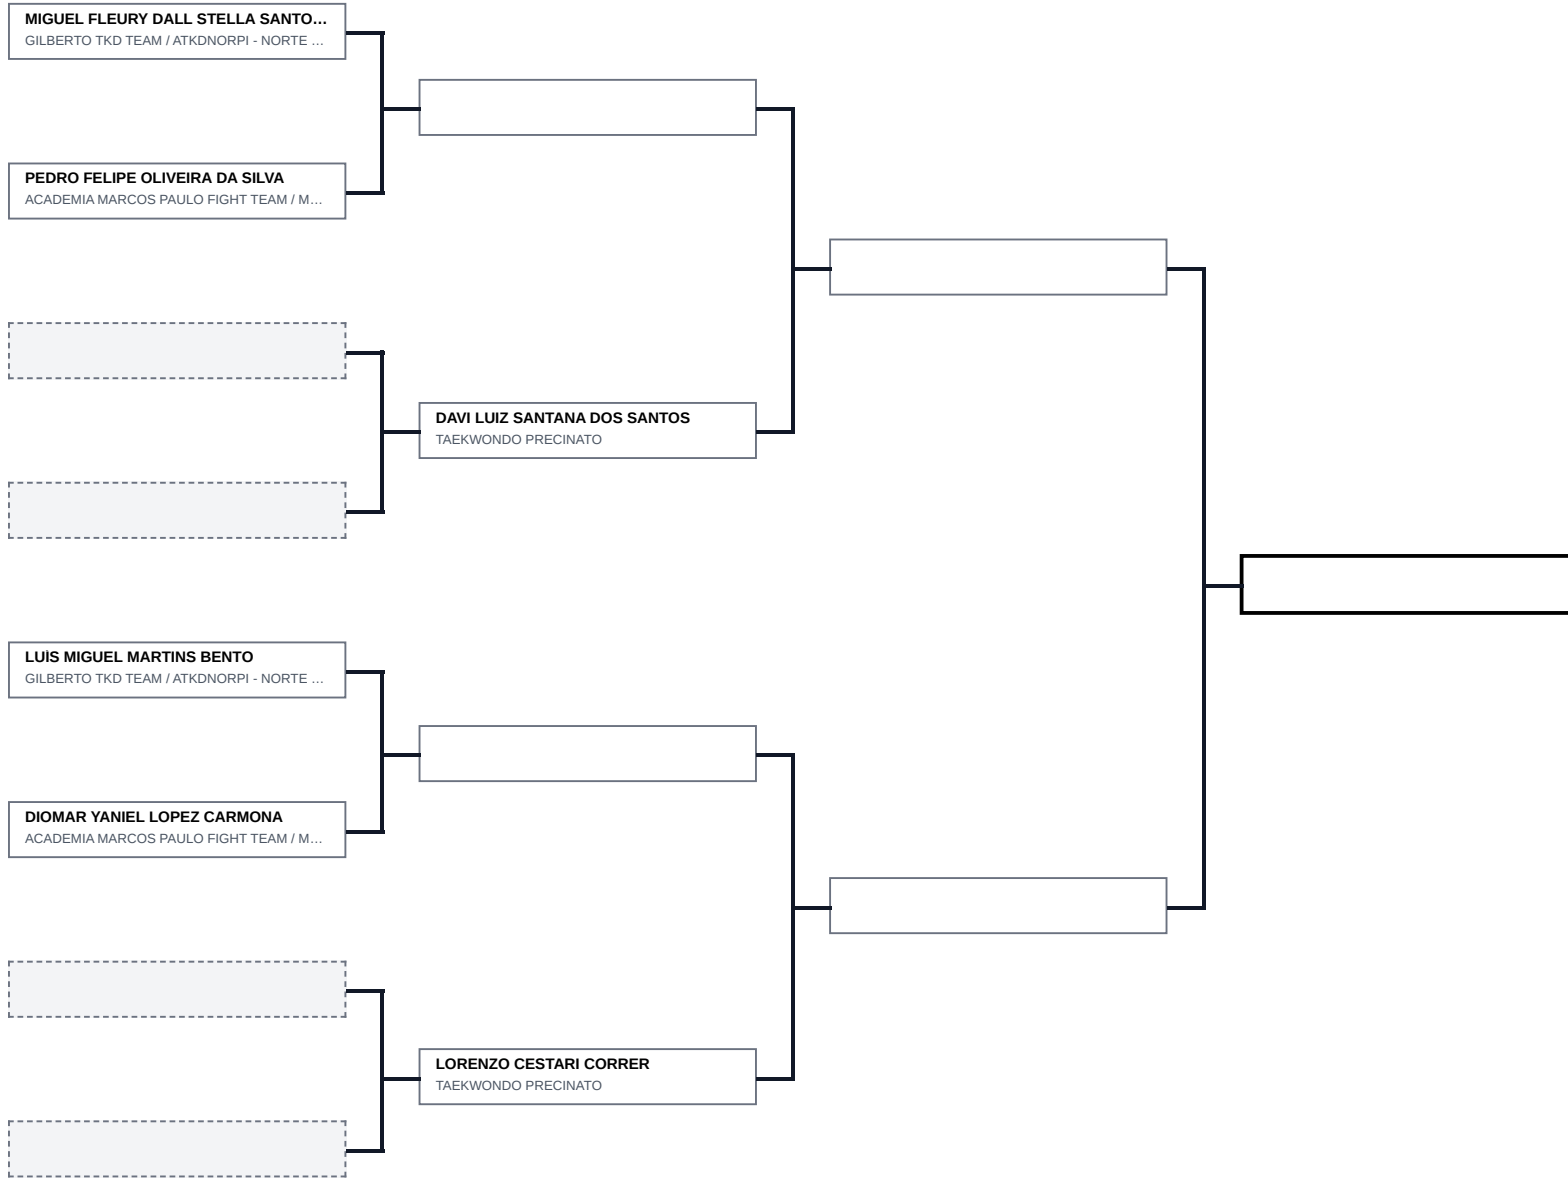 MIGUEL FLEURY DALL STELLA SANTO...
GILBERTO TKD TEAM / ATKDNORPI - NORTE ...
PEDRO FELIPE OLIVEIRA DA SILVA
ACADEMIA MARCOS PAULO FIGHT TEAM / M...
DAVI LUIZ SANTANA DOS SANTOS
TAEKWONDO PRECINATO
LUÍS MIGUEL MARTINS BENTO
GILBERTO TKD TEAM / ATKDNORPI - NORTE ...
DIOMAR YANIEL LOPEZ CARMONA
ACADEMIA MARCOS PAULO FIGHT TEAM / M...
LORENZO CESTARI CORRER
TAEKWONDO PRECINATO